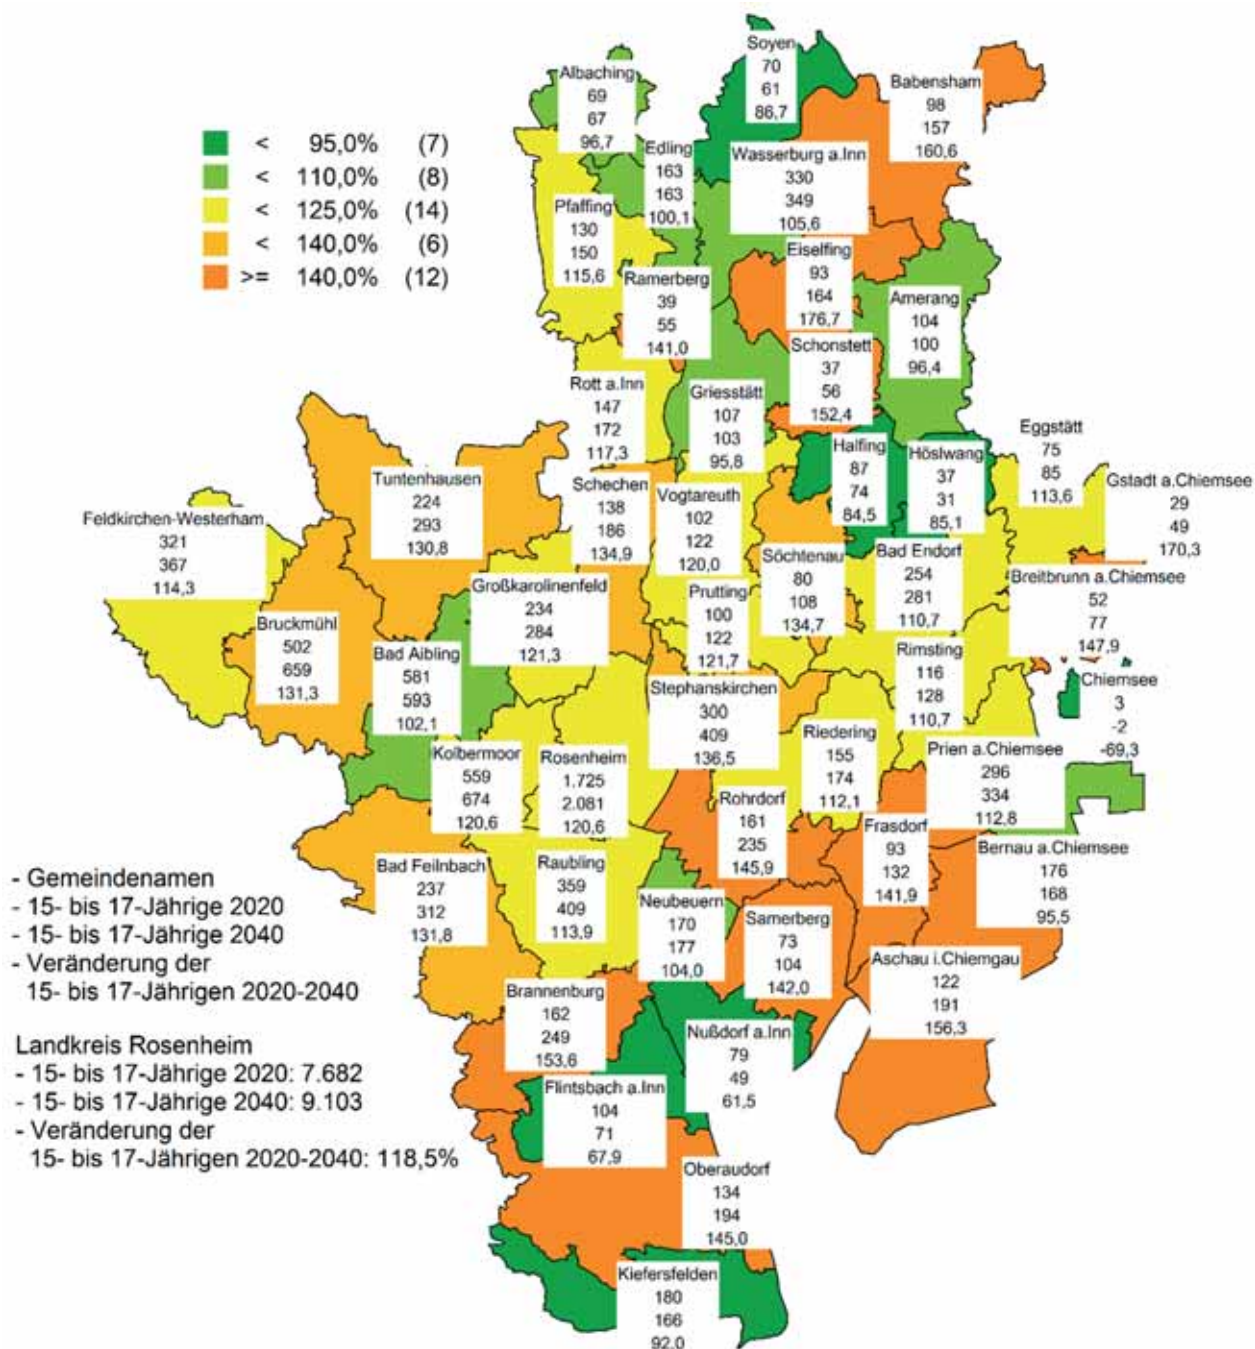 < 95,0% (7)
< 110,0% (8)
< 125,0% (14)
< 140,0% (6)
>= 140,0% (12)
Soyen
70
61
86,7
Albaching
69
67
96,7
Babensham
98
157
160,6
Edling
163
163
100,1
Wasserburg a.Inn
330
349
105,6
Pfaffing
130
150
115,6
Eiselfing
93
164
176,7
Ramerberg
39
55
141,0
Amerang
104
100
96,4
Schonstett
37
56
152,4
Rott a.Inn
147
172
117,3
Griesstätt
107
103
95,8
Halfing
87
74
84,5
Höslwang
37
31
85,1
Eggstätt
75
85
113,6
Gstadt a.Chiemsee
29
49
170,3
Tuntenhausen
224
293
130,8
Schechen
138
186
134,9
Vogtareuth
102
122
120,0
Feldkirchen-Westerham
321
367
114,3
Söchtenau
80
108
134,7
Bad Endorf
254
281
110,7
Breitbrunn a.Chiemsee
52
77
147,9
Großkarolinenfeld
234
284
121,3
Prutting
100
122
121,7
Bruckmühl
502
659
131,3
Bad Aibling
581
593
102,1
Rimsting
116
128
110,7
Chiemsee
3
-2
-69,3
Stephanskirchen
300
409
136,5
Riedering
155
174
112,1
Prien a.Chiemsee
296
334
112,8
Kolbermoor
559
674
120,6
Rosenheim
1.725
2.081
120,6
Rohrdorf
161
235
145,9
Frasdorf
93
132
141,9
Bernau a.Chiemsee
176
168
95,5
Bad Feilnbach
237
312
131,8
Raubling
359
409
113,9
Neubeuern
170
177
104,0
Samerberg
73
104
142,0
Aschau i.Chiemgau
122
191
156,3
Brannenburg
162
249
153,6
Nußdorf a.Inn
79
49
61,5
Flintsbach a.Inn
104
71
67,9
Oberaudorf
134
194
145,0
Kiefersfelden
180
166
92,0
- Gemeindenamen
- 15- bis 17-Jährige 2020
- 15- bis 17-Jährige 2040
- Veränderung der
15- bis 17-Jährigen 2020-2040
Landkreis Rosenheim
- 15- bis 17-Jährige 2020: 7.682
- 15- bis 17-Jährige 2040: 9.103
- Veränderung der
15- bis 17-Jährigen 2020-2040: 118,5%